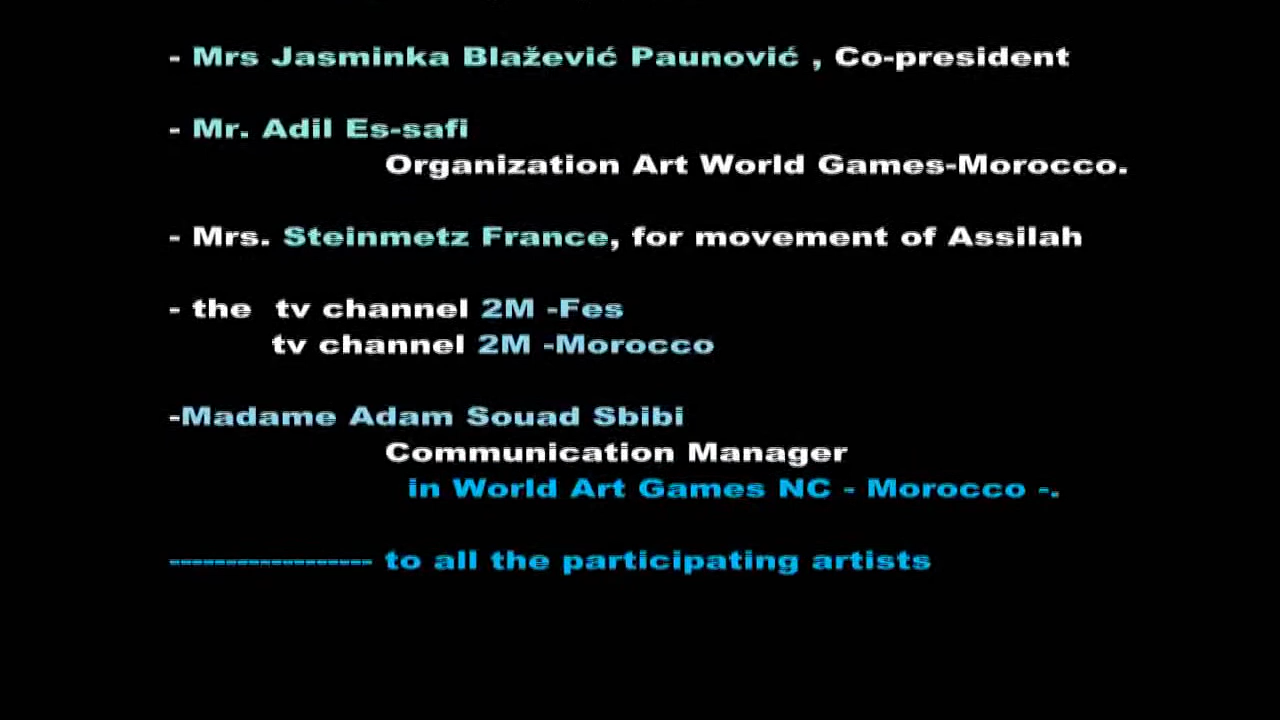 - Mrs Jasminka Blažević Paunović , Co-president
- Mr. Adil Es-safi
Organization Art World Games-Morocco.
- Mrs. Steinmetz France, for movement of Assilah
- the tv channel 2M -Fes
tv channel 2M -Morocco
-Madame Adam Souad Sbibi
Communication Manager
in World Art Games NC - Morocco -.
------------------ to all the participating artists